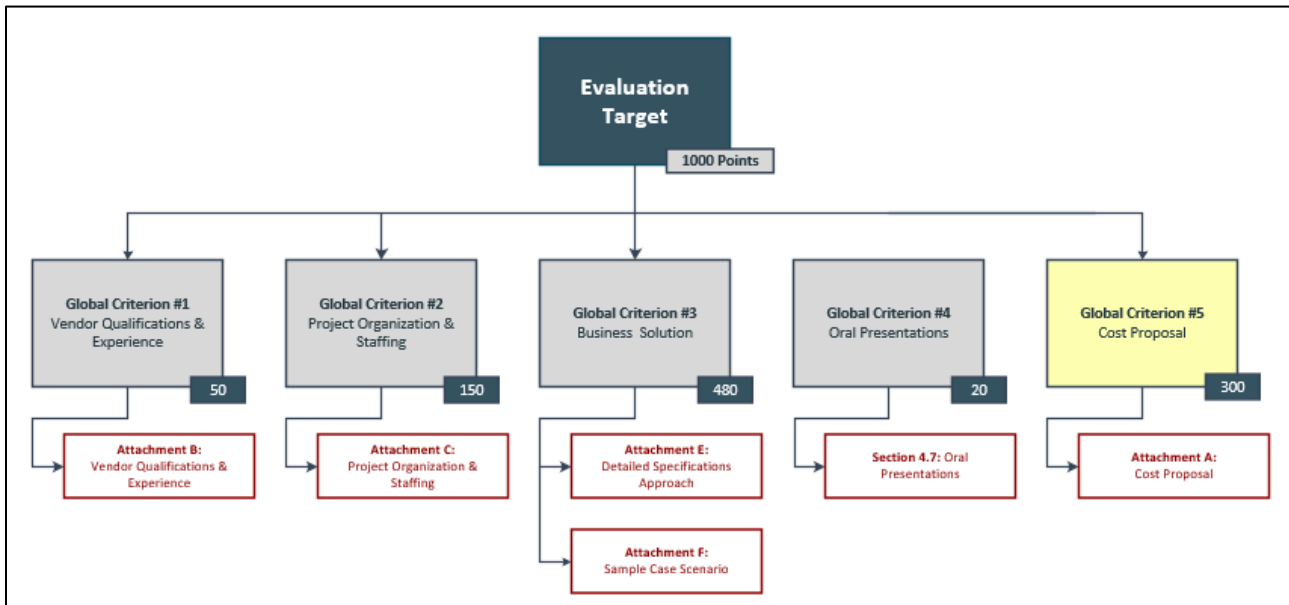 Evaluation
Target
1000 Points
Global Criterion #1
Vendor Qualifications &
Experience
50
Global Criterion #2
Project Organization &
Staffing
150
Global Criterion #3
Business Solution
480
Global Criterion #4
Oral Presentations
20
Global Criterion #5
Cost Proposal
300
Attachment B:
Vendor Qualifications &
Experience
Attachment C:
Project Organization &
Staffing
Attachment E:
Detailed Specifications
Approach
Section 4.7: Oral
Presentations
Attachment A:
Cost Proposal
Attachment F:
Sample Case Scenario